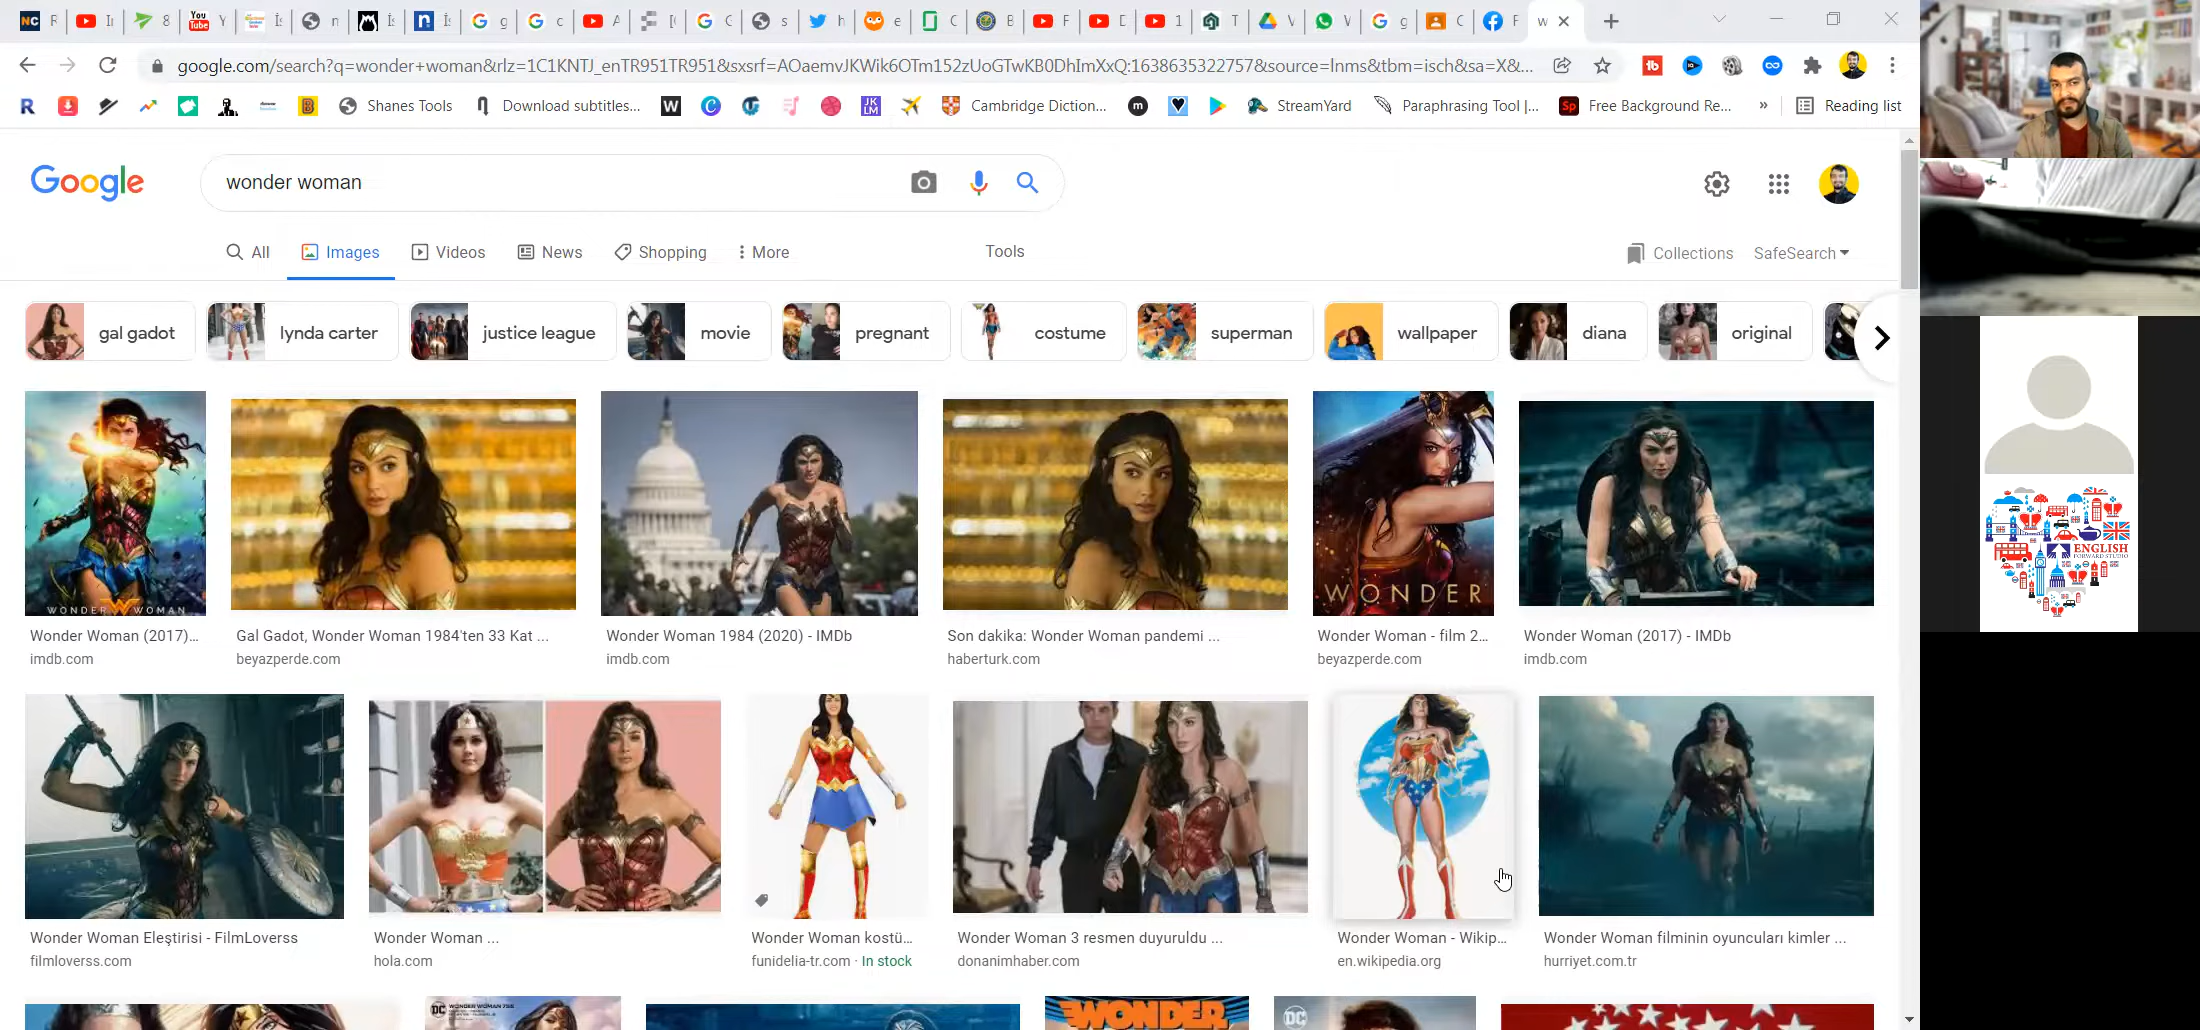 google.com/search?q=wonder+woman&rlz=1C1KNTJ_enTR951TR951&sxsrf=AOaemvJKWik6OTm152zUoGTwKB0DhImXxQ:1638635322757&source=lnms&tbm=isch&sa=X&...
Shanes Tools
Download subtitles...
Cambridge Diction...
StreamYard
Paraphrasing Tool |...
Free Background Re...
»
Reading list
Google
wonder woman
All
Images
Videos
News
Shopping
More
Tools
Collections
SafeSearch
gal gadot
lynda carter
justice league
movie
pregnant
costume
superman
wallpaper
diana
original
WONDER WOMAN
WONDER
Wonder Woman (2017)...
imdb.com
Gal Gadot, Wonder Woman 1984'ten 33 Kat ...
beyazperde.com
Wonder Woman 1984 (2020) - IMDb
imdb.com
Son dakika: Wonder Woman pandemi ...
haberturk.com
Wonder Woman - film 2...
beyazperde.com
Wonder Woman (2017) - IMDb
imdb.com
Wonder Woman Eleştirisi - FilmLoverss
filmloverss.com
Wonder Woman ...
hola.com
Wonder Woman kostü...
funidelia-tr.com · In stock
Wonder Woman 3 resmen duyuruldu ...
donanimhaber.com
Wonder Woman - Wikip...
en.wikipedia.org
Wonder Woman filminin oyuncuları kimler ...
hurriyet.com.tr
DC
WONDER
DC
ENGLISH
FORWARD STUDIO